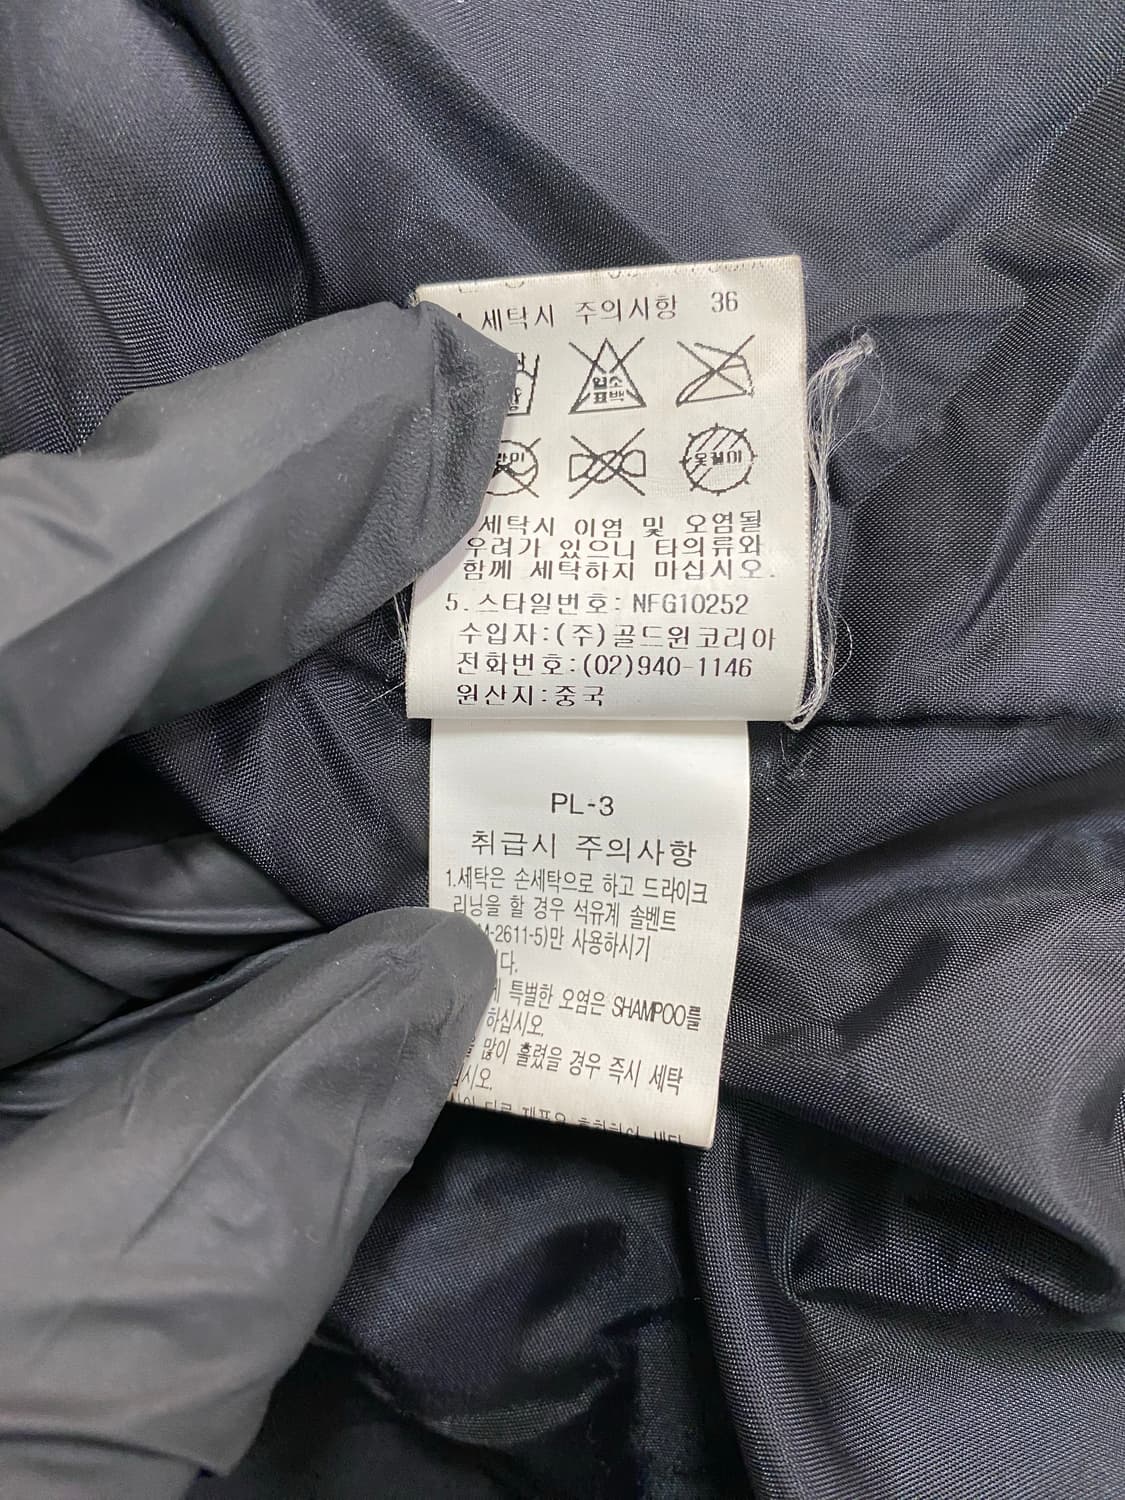 세탁시 주의사항 36
염소
표백
옷걸이
세탁시 이염 및 오염될
우려가 있으니 타의류와
함께 세탁하지 마십시오.
5.스타일번호:NFG10252
수입자:(주)골드윈코리아
전화번호:(02)940-1146
원산지:중국
PL-3
취급시 주의사항
1.세탁은 손세탁으로 하고 드라이크
리닝을 할 경우 석유계 솔벤트
-2611-5)만 사용하시기
특별한 오염은 SHAMPOO를
하십시오.
많이 흘렸을 경우 즉시 세탁